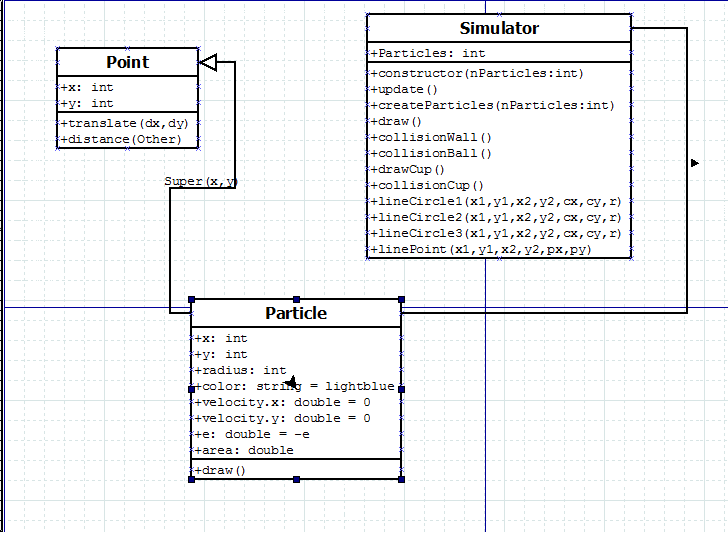 Point
+x: int
+y: int
+translate(dx,dy)
+distance(Other)
Super(x,y)
Simulator
+Particles: int
+constructor(nParticles:int)
+update()
+createParticles(nParticles:int)
+draw()
+collisionWall()
+collisionBall()
+drawCup()
+collisionCup()
+lineCircle1(x1,y1,x2,y2,cx,cy,r)
+lineCircle2(x1,y1,x2,y2,cx,cy,r)
+lineCircle3(x1,y1,x2,y2,cx,cy,r)
+linePoint(x1,y1,x2,y2,px,py)
Particle
+x: int
+y: int
+radius: int
+color: string = lightblue
+velocity.x: double = 0
+velocity.y: double = 0
+e: double = -e
+area: double
+draw()